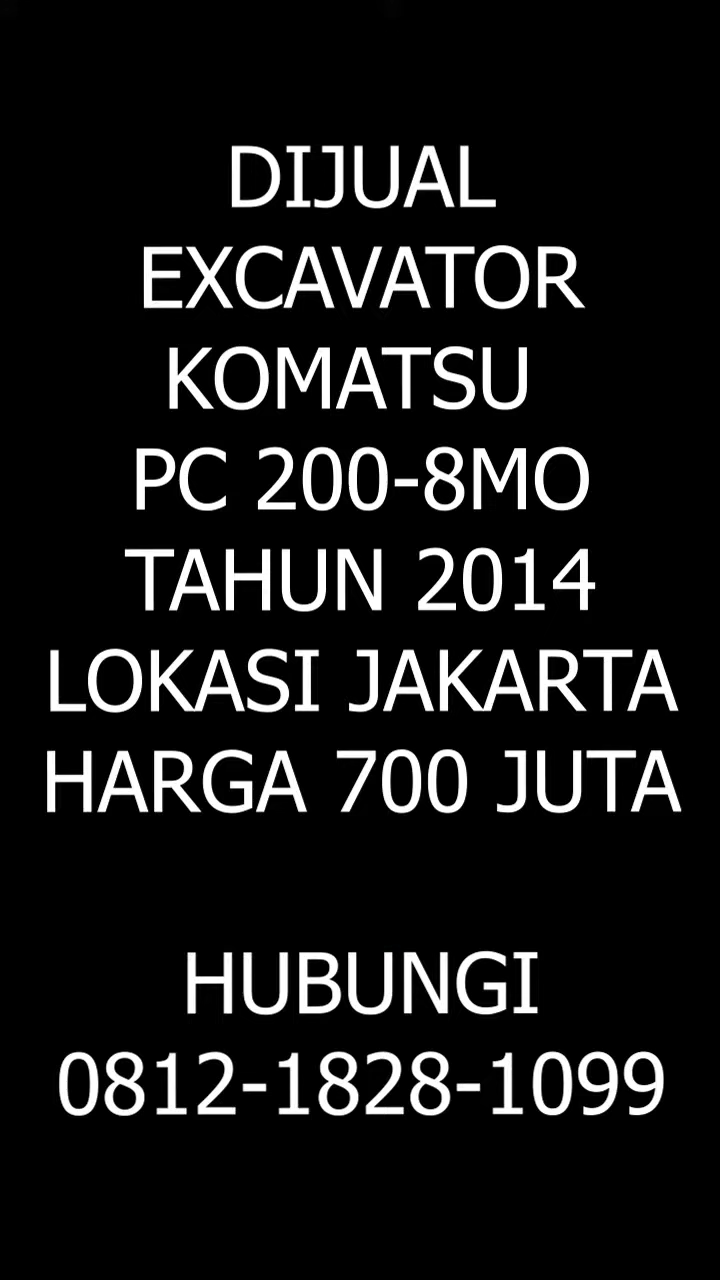 DIJUAL
EXCAVATOR
KOMATSU
PC 200-8MO
TAHUN 2014
LOKASI JAKARTA
HARGA 700 JUTA
HUBUNGI
0812-1828-1099